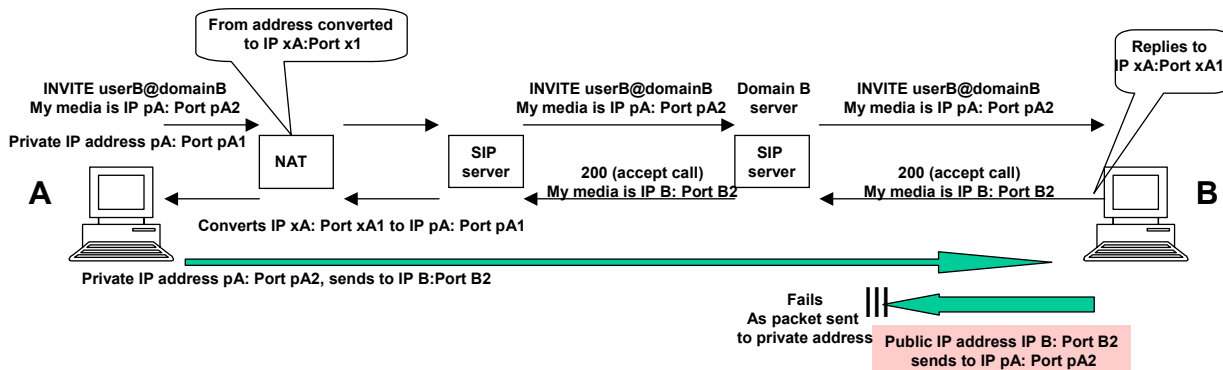 From address converted
to IP xA:Port x1
Replies to
IP xA:Port xA1
INVITE userB@domainB
My media is IP pA: Port pA2
INVITE userB@domainB
My media is IP pA: Port pA2
Domain B
server
INVITE userB@domainB
My media is IP pA: Port pA2
Private IP address pA: Port pA1
NAT
SIP
server
SIP
server
200 (accept call)
My media is IP B: Port B2
200 (accept call)
My media is IP B: Port B2
A
B
Converts IP xA: Port xA1 to IP pA: Port pA1
Private IP address pA: Port pA2, sends to IP B:Port B2
Fails
As packet sent
to private address
Public IP address IP B: Port B2
sends to IP pA: Port pA2